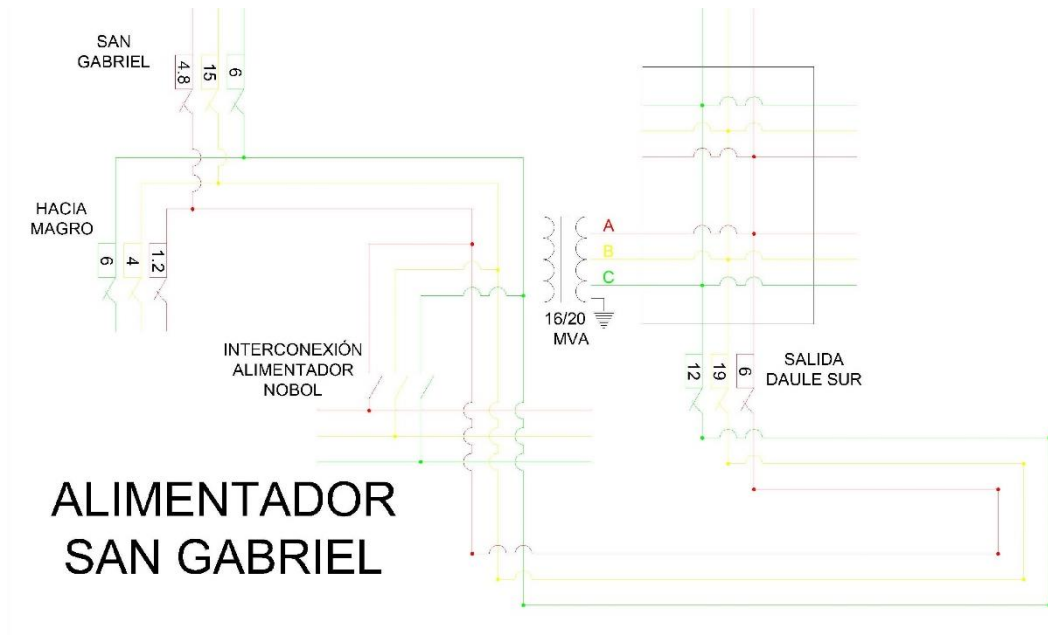 SAN
GABRIEL
4.8
15
6
HACIA
MAGRO
6
4
1.2
A
B
C
16/20
MVA
INTERCONEXIÓN
ALIMENTADOR
NOBOL
12
19
6
SALIDA
DAULE SUR
ALIMENTADOR
SAN GABRIEL